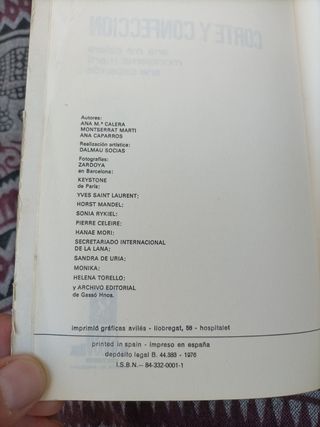 CORTE Y CONFECCION
Autores:
ANA M.ª CALERA
MONTSERRAT MARTI
ANA CAPARROS
Realización artística:
DALMAU SOCIAS
Fotografías:
ZARDOYA
en Barcelona:
KEYSTONE
de París:
YVES SAINT LAURENT:
HORST MANDEL:
SONIA RYKIEL:
PIERRE CELEIRE:
HANAE MORI:
SECRETARIADO INTERNACIONAL
DE LA LANA:
SANDRA DE URIA:
MONIKA:
HELENA TORELLO:
y ARCHIVO EDITORIAL
de Gassó Hnos.
imprimió gráficas avilés - llobregat, 58 - hospitalet
printed in spain - impreso en españa
depósito legal B. 44.383 - 1976
I.S.B.N.— 84-332-0001-1